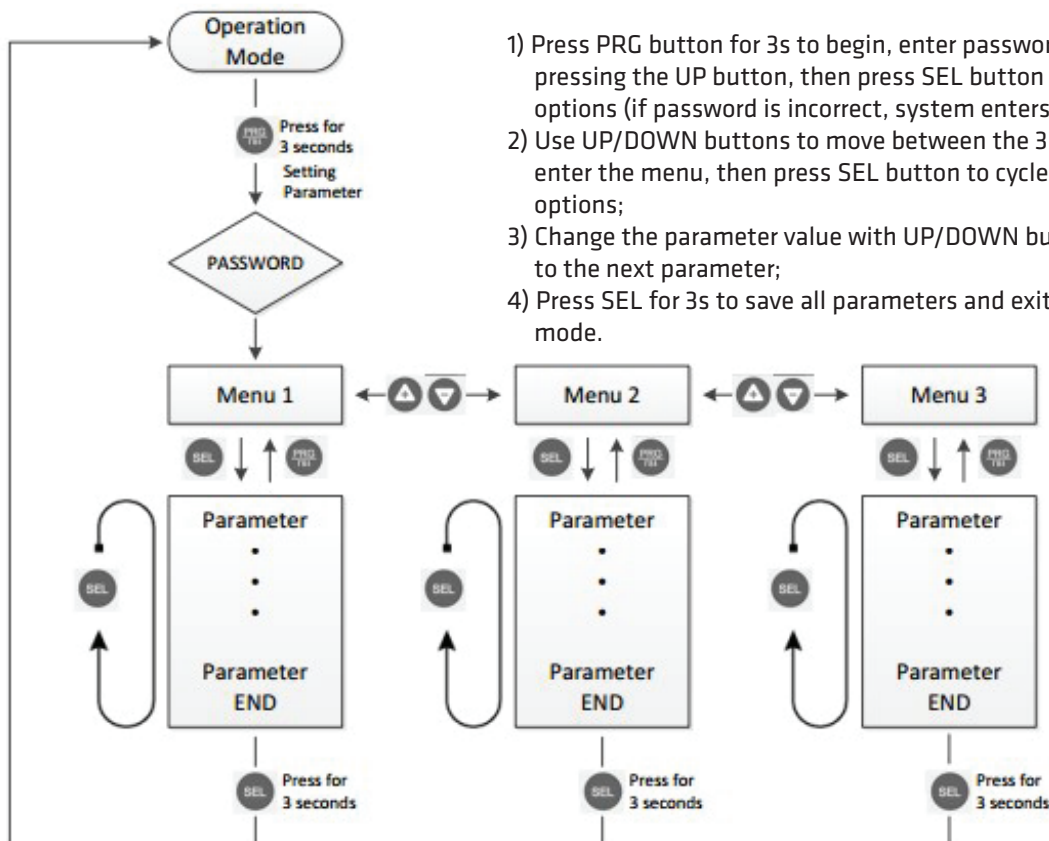 Operation
Mode
1) Press PRG button for 3s to begin, enter
pressing the UP button, then press SEL button
options (if password is incorrect, system enters
2) Use UP/DOWN buttons to move between the 3
enter the menu, then press SEL button to cycle
options;
3) Change the parameter value with UP/DOWN
to the next parameter;
4) Press SEL for 3s to save all parameters and exit
mode.
PRG
Press for
3 seconds
Setting
Parameter
PASSWORD
Menu 1
Menu 2
Menu 3
SEL
PRG
SEL
PRG
SEL
PRG
Parameter
Parameter
Parameter
SEL
SEL
SEL
Parameter
END
Parameter
END
Parameter
END
SEL
Press for
3 seconds
SEL
Press for
3 seconds
SEL
Press for
3 seconds